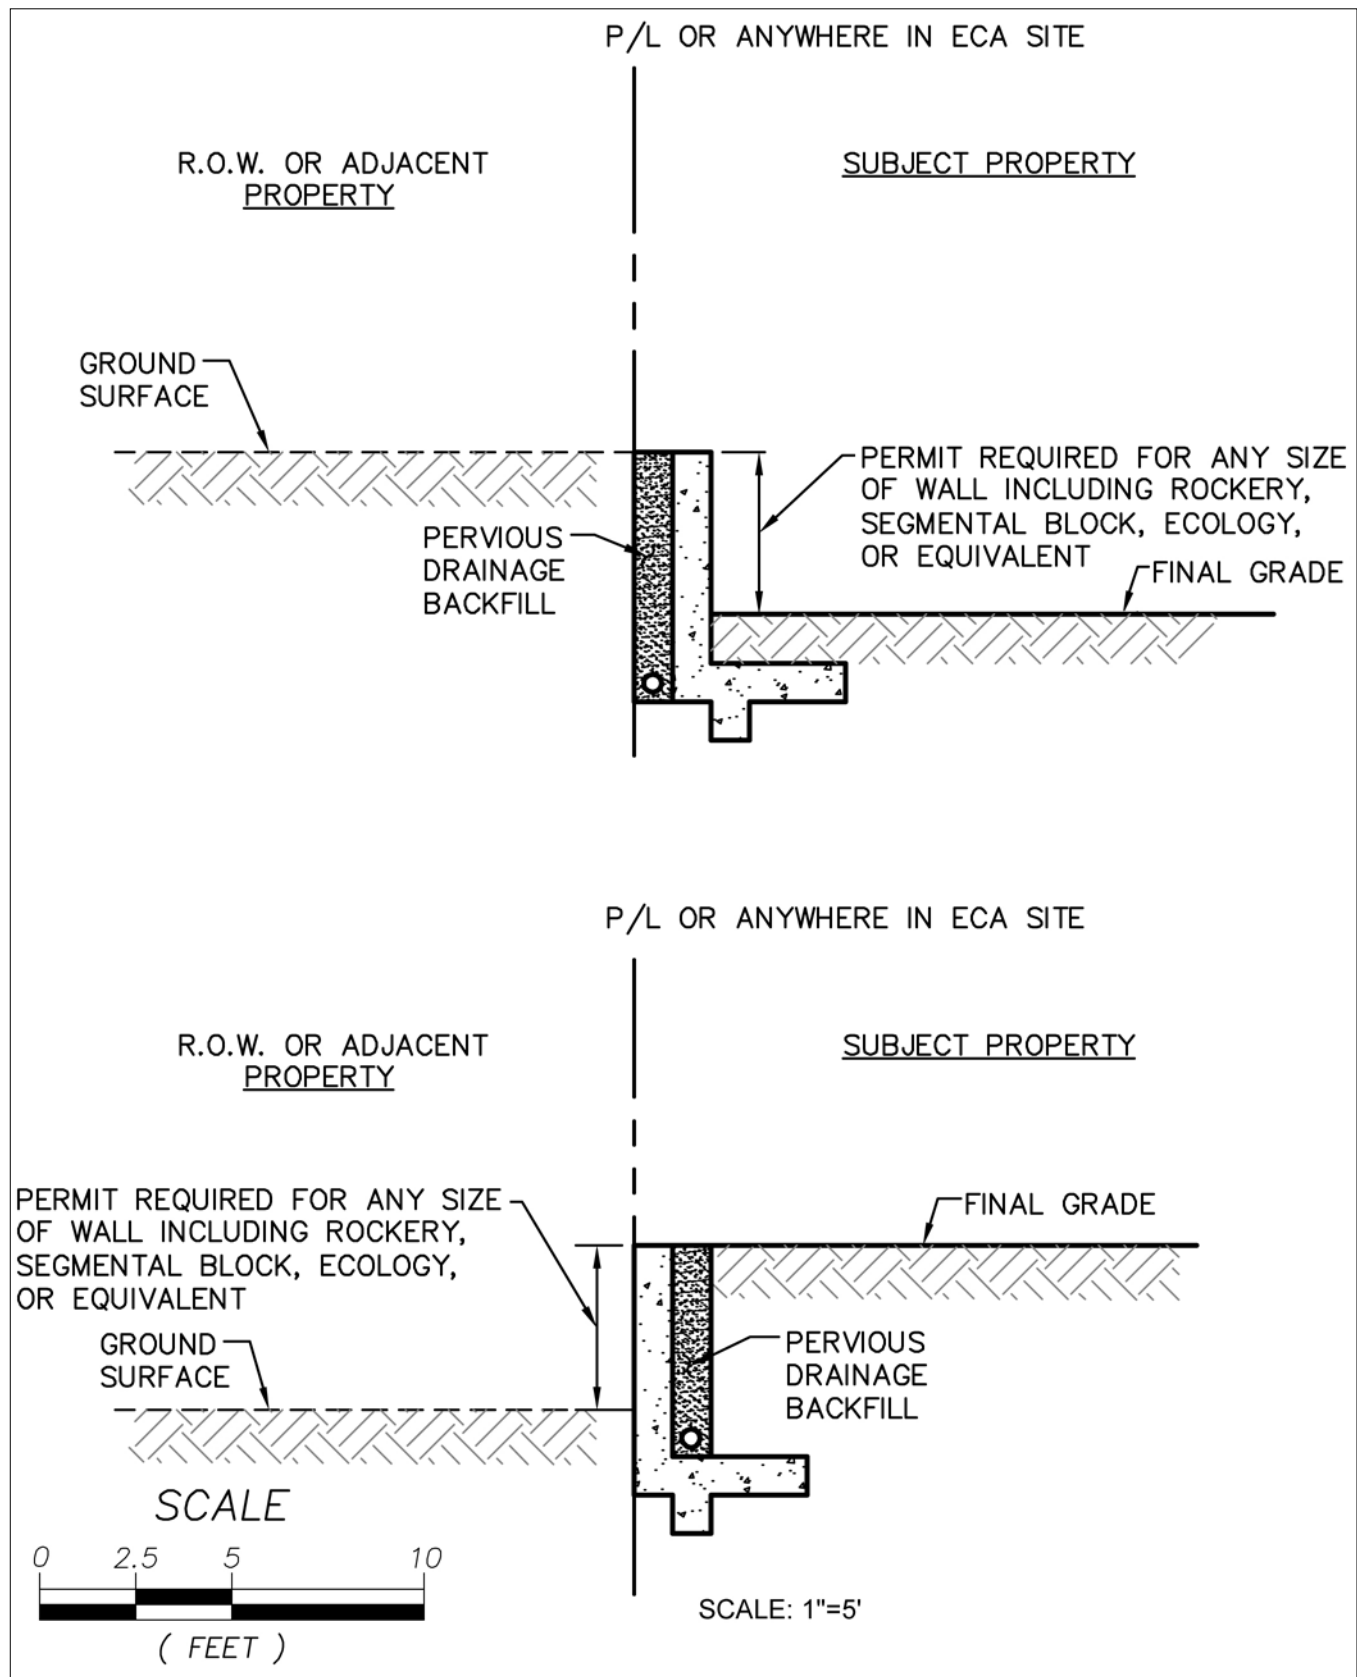 P/L OR ANYWHERE IN ECA SITE
R.O.W. OR ADJACENT
PROPERTY
SUBJECT PROPERTY
GROUND
SURFACE
PERMIT REQUIRED FOR ANY SIZE
OF WALL INCLUDING ROCKERY,
SEGMENTAL BLOCK, ECOLOGY,
OR EQUIVALENT
PERVIOUS
DRAINAGE
BACKFILL
FINAL GRADE
P/L OR ANYWHERE IN ECA SITE
R.O.W. OR ADJACENT
PROPERTY
SUBJECT PROPERTY
PERMIT REQUIRED FOR ANY SIZE
OF WALL INCLUDING ROCKERY,
SEGMENTAL BLOCK, ECOLOGY,
OR EQUIVALENT
FINAL GRADE
GROUND
SURFACE
PERVIOUS
DRAINAGE
BACKFILL
SCALE
0 2.5 5 10
( FEET )
SCALE: 1"=5'